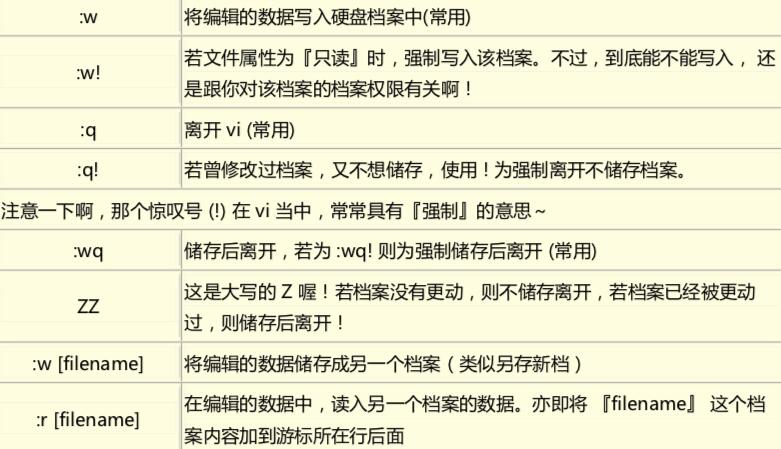 :w 将编辑的数据写入硬盘档案中(常用)
:w! 若文件属性为『只读』时，强制写入该档案。不过，到底能不能写入， 还
是跟你对该档案的档案权限有关啊！
:q 离开 vi (常用)
:q! 若曾修改过档案，又不想储存，使用 ! 为强制离开不储存档案。
注意一下啊，那个惊叹号 (!) 在 vi 当中，常常具有『强制』的意思～
:wq 储存后离开，若为 :wq! 则为强制储存后离开 (常用)
ZZ 这是大写的 Z 喔！若档案没有更动，则不储存离开，若档案已经被更动
过，则储存后离开！
:w [filename] 将编辑的数据储存成另一个档案（类似另存新档）
:r [filename] 在编辑的数据中，读入另一个档案的数据。亦即将 『filename』 这个档
案内容加到游标所在行后面